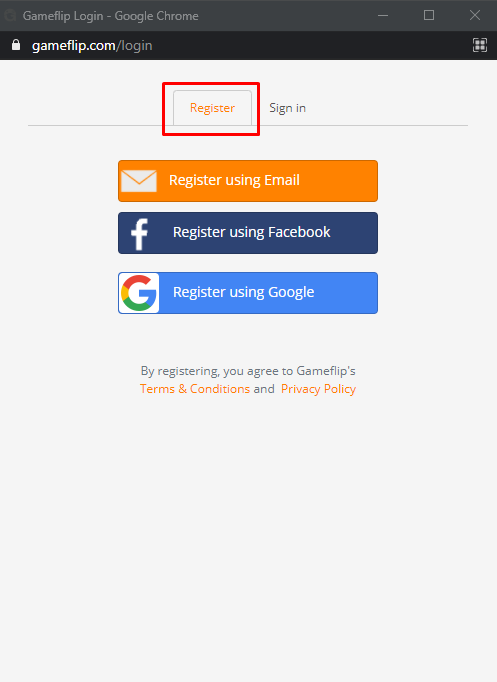 Gameflip Login - Google Chrome
gameflip.com/login
Register Sign in
Register using Email
Register using Facebook
Register using Google
By registering, you agree to Gameflip's
Terms & Conditions and Privacy Policy